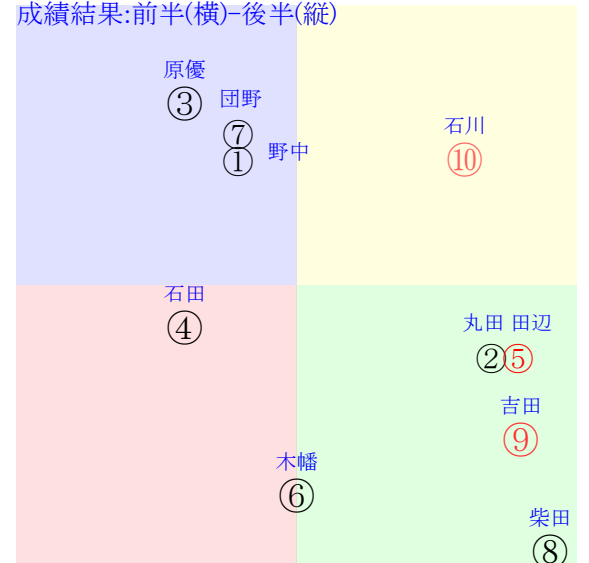 成績結果:前半(横)-後半(縦)
原優
③
団野
⑦
①
野中
石川
⑩
石田
④
丸田 田辺
②⑤
吉田
⑨
木幡
⑥
柴田
⑧